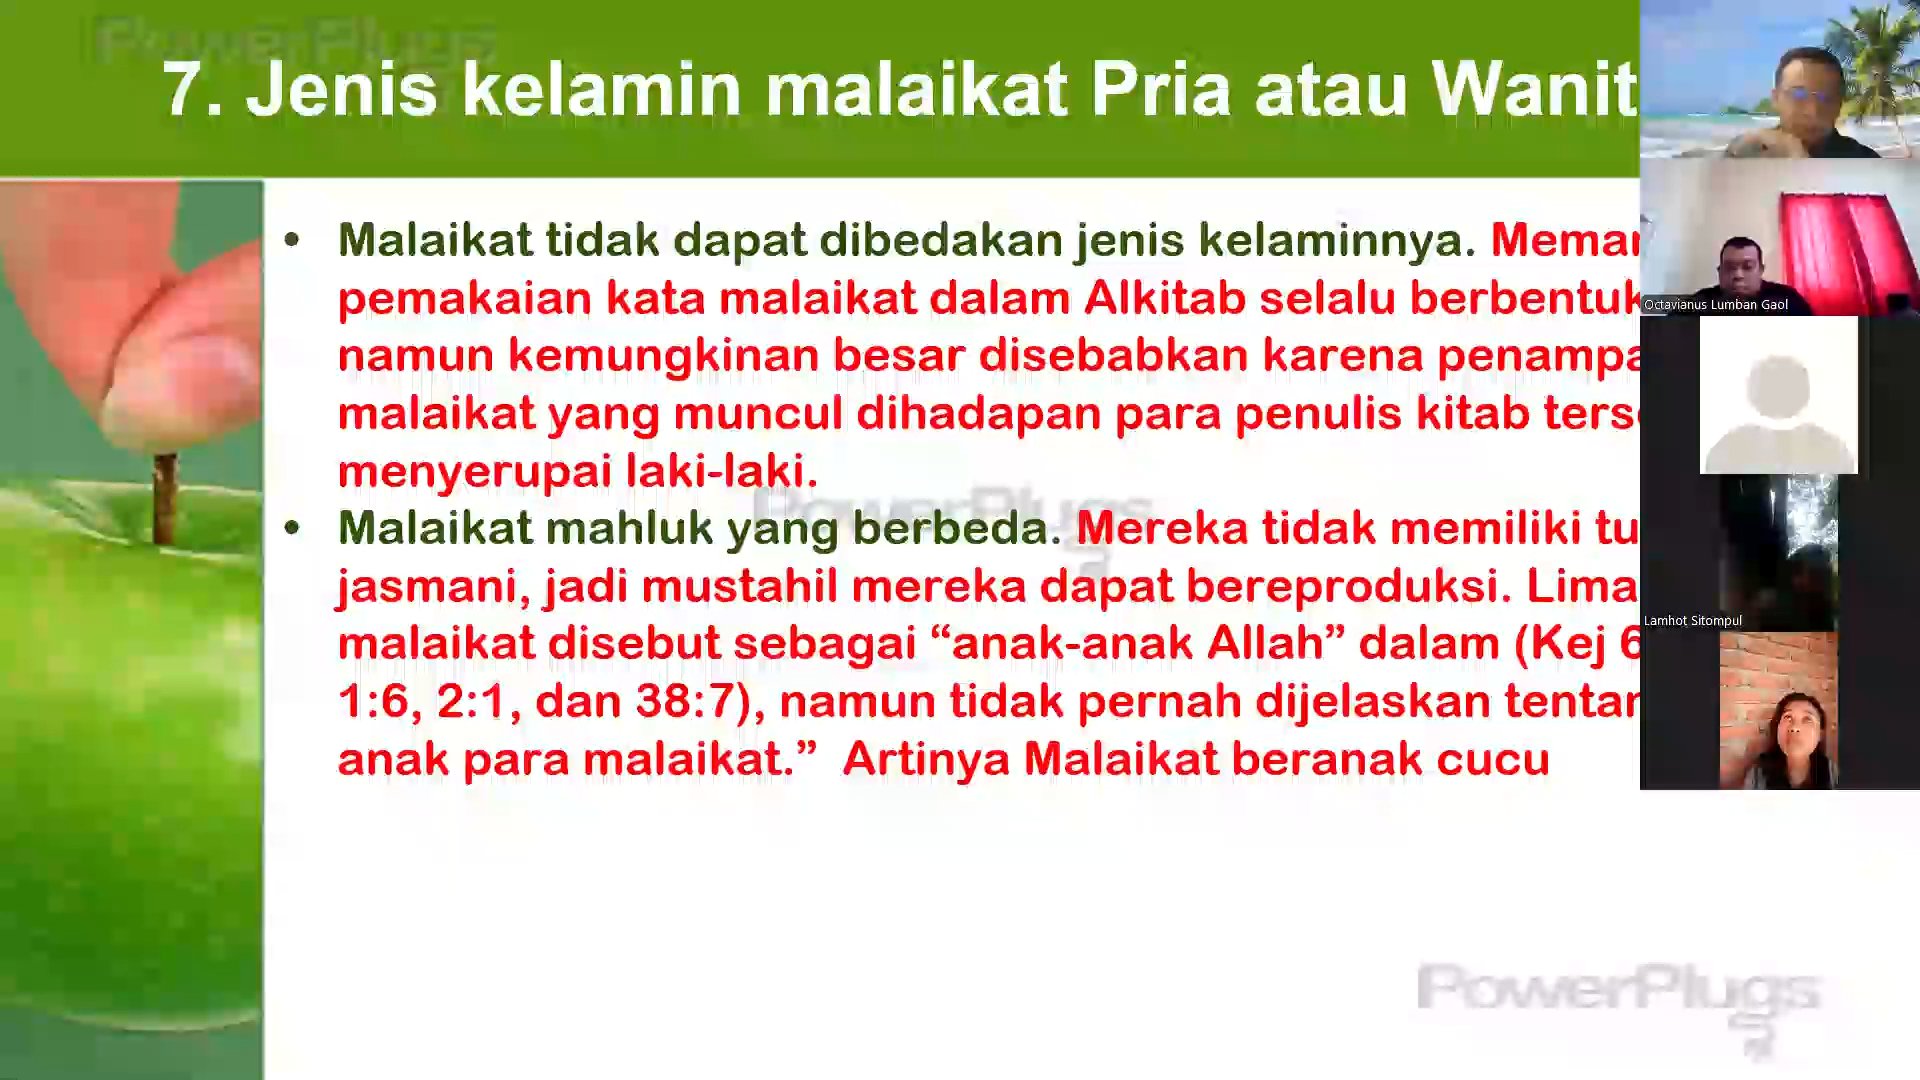 PowerPlugs
7. Jenis kelamin malaikat Pria atau Wanit
• Malaikat tidak dapat dibedakan jenis kelaminnya. Meman
pemakaian kata malaikat dalam Alkitab selalu berbentuk
namun kemungkinan besar disebabkan karena penampa
malaikat yang muncul dihadapan para penulis kitab terse
menyerupai laki-laki.
• Malaikat mahluk yang berbeda. Mereka tidak memiliki tu
jasmani, jadi mustahil mereka dapat bereproduksi. Lima
malaikat disebut sebagai “anak-anak Allah” dalam (Kej 6
1:6, 2:1, dan 38:7), namun tidak pernah dijelaskan tentan
anak para malaikat.” Artinya Malaikat beranak cucu
PowerPlugs
PowerPlugs
Octavianus Lumban Gaol
Lamhot Sitompul